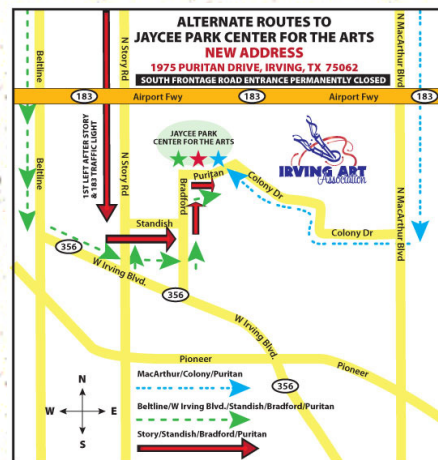 ALTERNATE ROUTES TO
JAYCEE PARK CENTER FOR THE ARTS
NEW ADDRESS
1975 PURITAN DRIVE, IRVING, TX 75062
SOUTH FRONTAGE ROAD ENTRANCE PERMANENTLY CLOSED
Beltline
N Story Rd
N MacArthur Blvd
183
Airport Fwy
183
Airport Fwy
183
1ST LEFT AFTER STORY
& 183 TRAFFIC LIGHT
JAYCEE PARK
CENTER FOR THE ARTS
IRVING ART
Association
Beltline
N Story Rd
Bradford
Puritan
Colony Dr
N MacArthur Blvd
Standish
Colony Dr
356
W Irving Blvd.
356
W Irving Blvd.
Pioneer
Pioneer
356
MacArthur/Colony/Puritan
Beltline/W Irving Blvd./Standish/Bradford/Puritan
Story/Standish/Bradford/Puritan
N
W
E
S